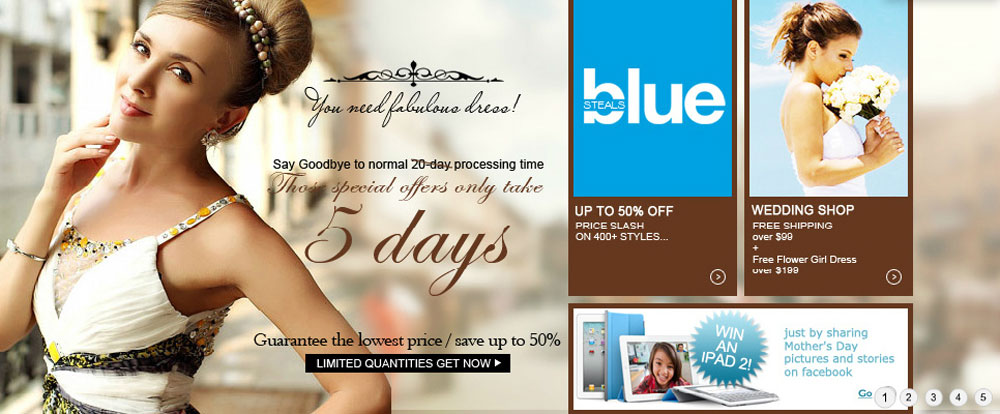 You need fabulous dress!
Say Goodbye to normal 20-day processing time
Those special offers only take
5 days
Guarantee the lowest price / save up to 50%
LIMITED QUANTITIES GET NOW
blue
STEALS
UP TO 50% OFF
PRICE SLASH
ON 400+ STYLES...
WEDDING SHOP
FREE SHIPPING
over $99
+
Free Flower Girl Dress
over $199
WIN
AN
IPAD 2!
just by sharing
Mother's Day
pictures and stories
on facebook
Go
1 2 3 4 5